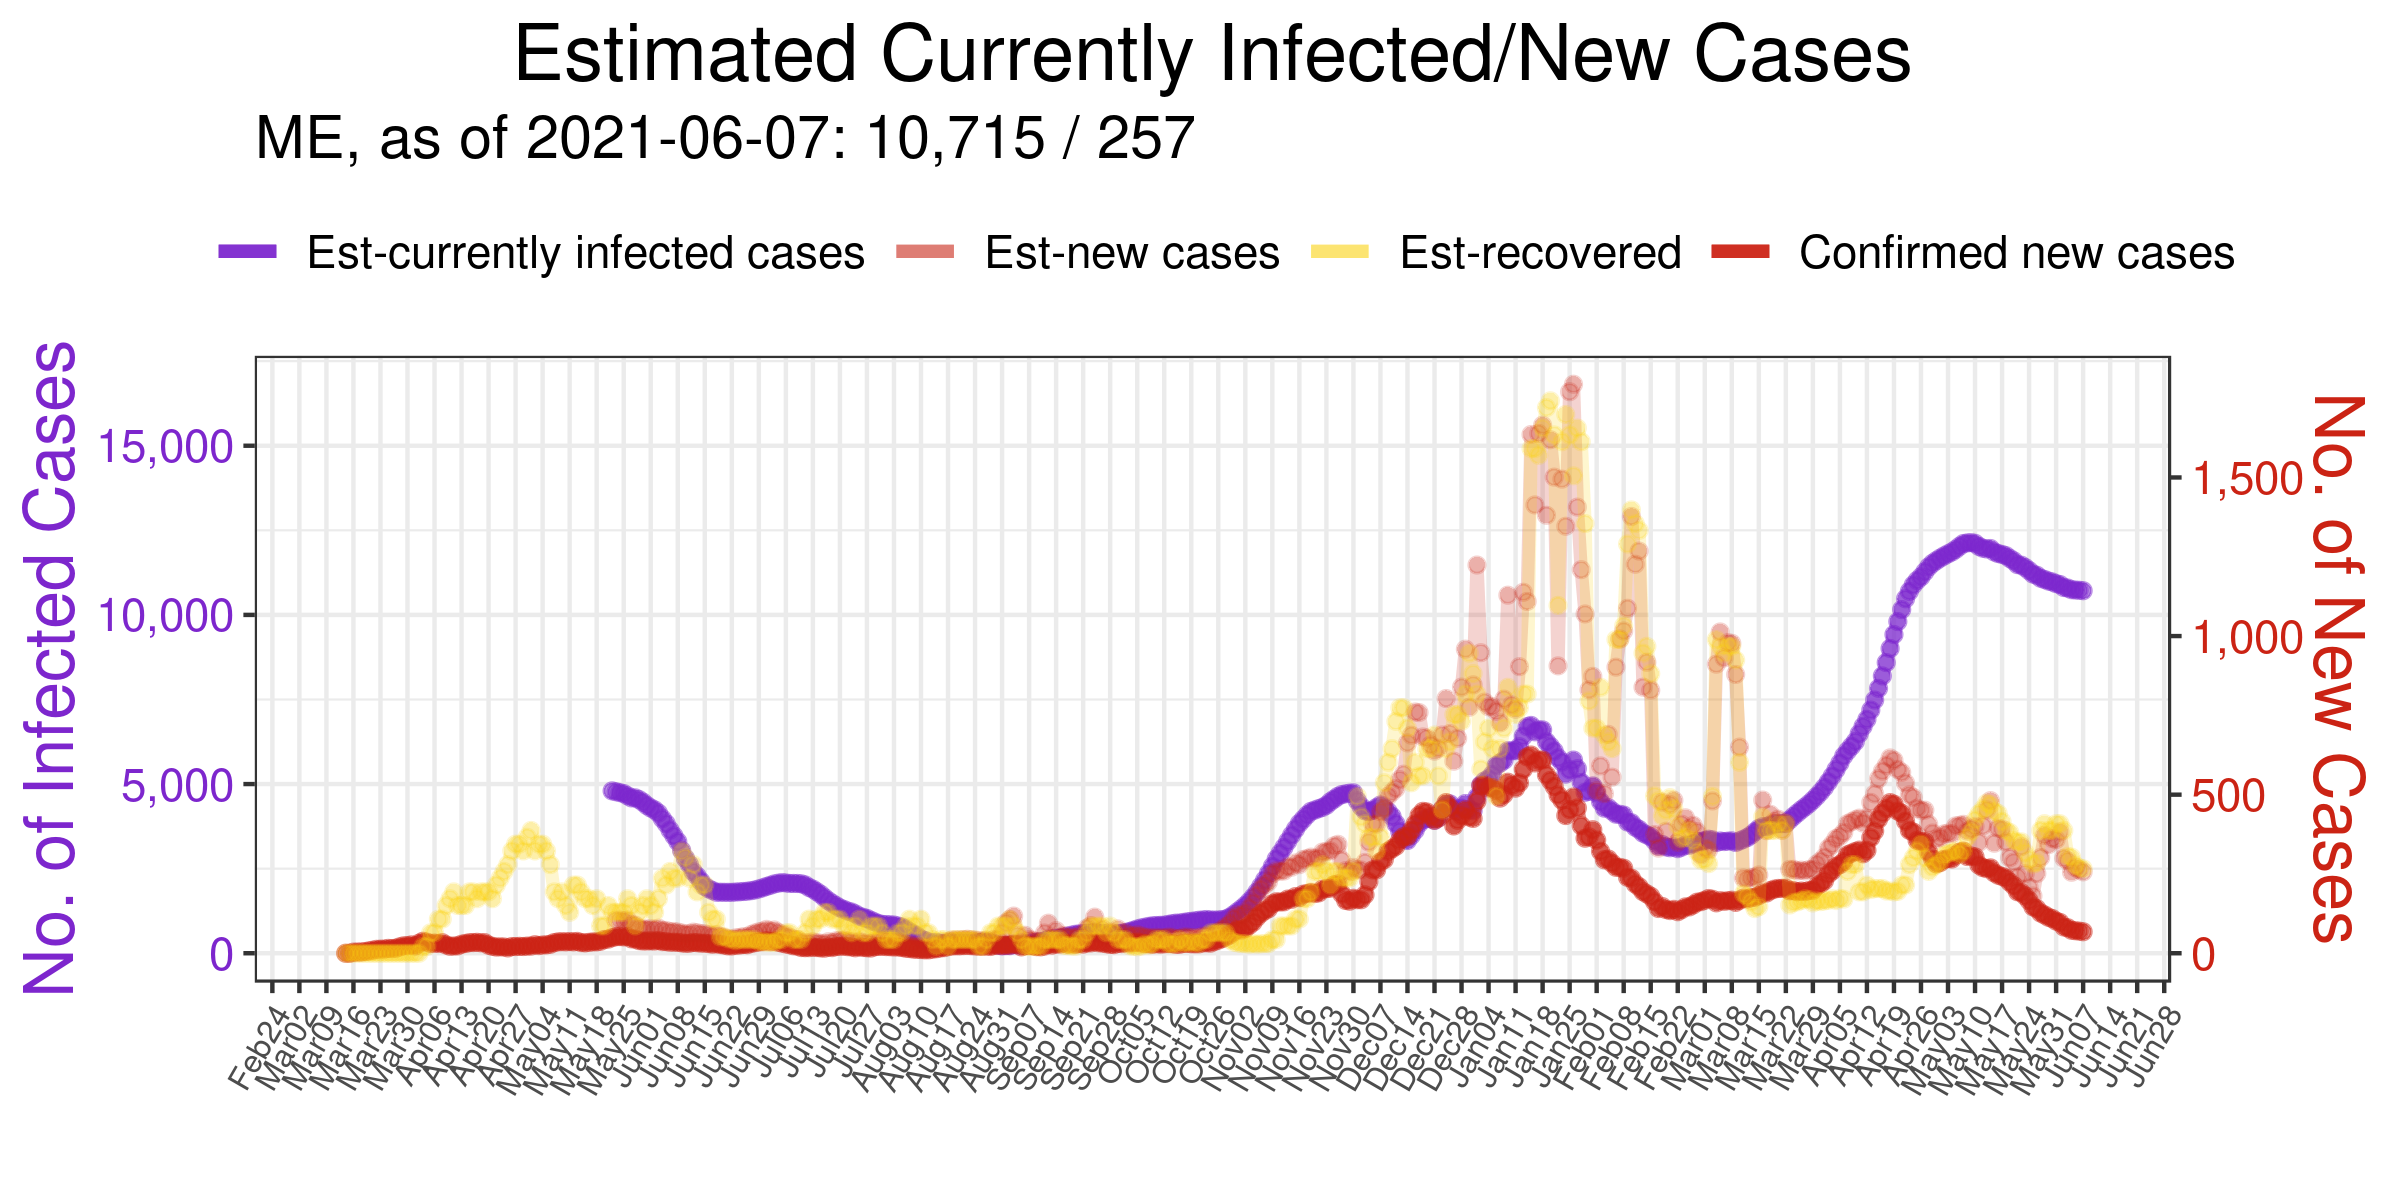 Estimated Currently Infected/New Cases
ME, as of 2021-06-07: 10,715 / 257
Est-currently infected cases Est-new cases Est-recovered Confirmed new cases
No. of Infected Cases
15,000
10,000
5,000
0
1,500
1,000
500
0
No. of New Cases
Feb24
Mar02
Mar09
Mar16
Mar23
Mar30
Apr06
Apr13
Apr20
Apr27
May04
May11
May18
May25
Jun01
Jun08
Jun15
Jun22
Jun29
Jul06
Jul13
Jul20
Jul27
Aug03
Aug10
Aug17
Aug24
Aug31
Sep07
Sep14
Sep21
Sep28
Oct05
Oct12
Oct19
Oct26
Nov02
Nov09
Nov16
Nov23
Nov30
Dec07
Dec14
Dec21
Dec28
Jan04
Jan11
Jan18
Jan25
Feb01
Feb08
Feb15
Feb22
Mar01
Mar08
Mar15
Mar22
Mar29
Apr05
Apr12
Apr19
Apr26
May03
May10
May17
May24
May31
Jun07
Jun14
Jun21
Jun28